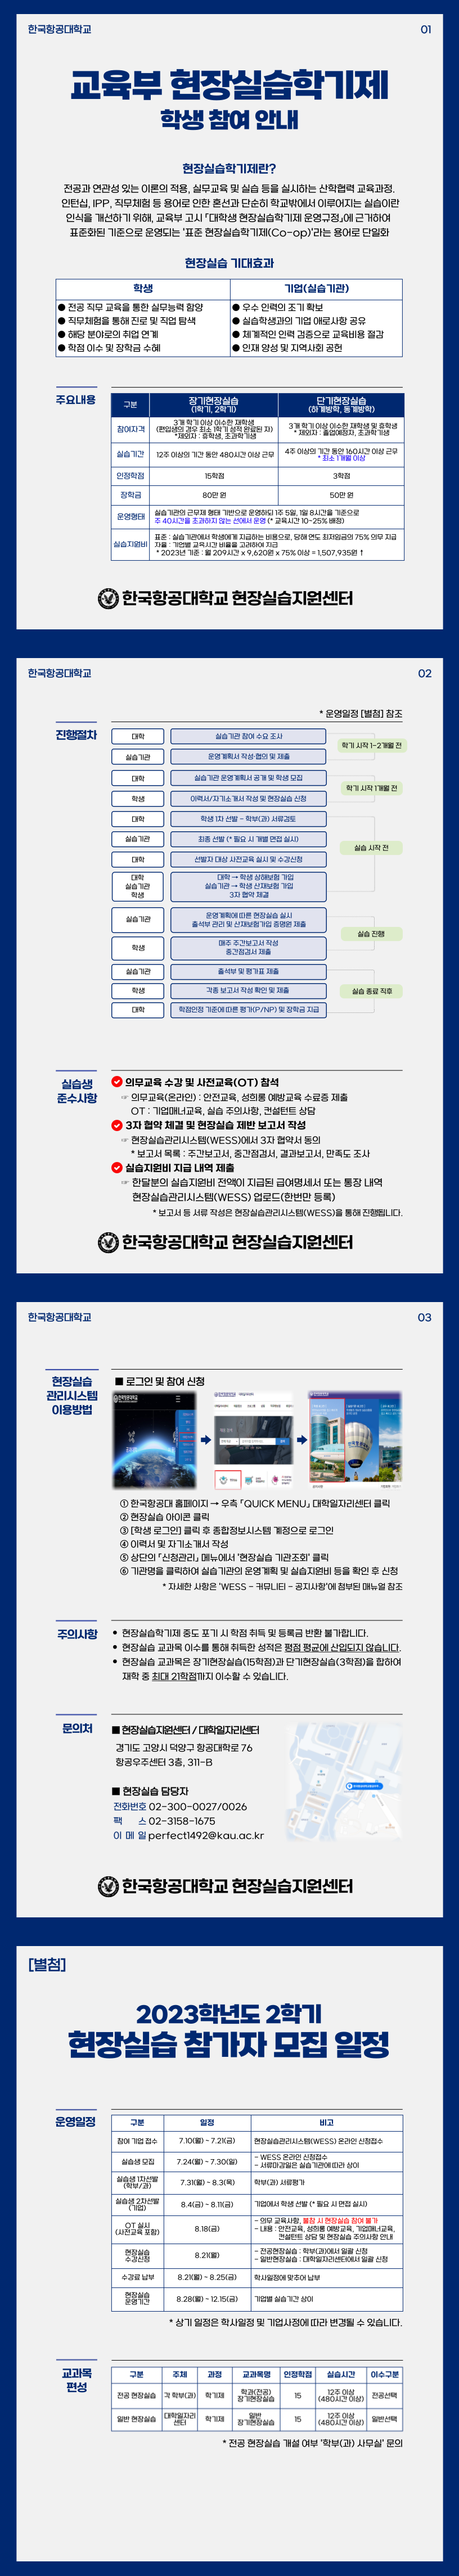 한국항공대학교
01
교육부 현장실습학기제
학생 참여 안내
현장실습학기제란?
전공과 연관성 있는 이론의 적용, 실무교육 및 실습 등을 실시하는 산학협력 교육과정.
인턴십, IPP, 직무체험 등 용어로 인한 혼선과 단순히 학교밖에서 이루어지는 실습이란
인식을 개선하기 위해, 교육부 고시 「대학생 현장실습학기제 운영규정」에 근거하여
표준화된 기준으로 운영되는 '표준 현장실습학기제(Co-op)'라는 용어로 단일화
현장실습 기대효과
학생
기업(실습기관)
● 전공 직무 교육을 통한 실무능력 함양
● 우수 인력의 조기 확보
● 직무체험을 통해 진로 및 직업 탐색
● 실습학생과의 기업 애로사항 공유
● 해당 분야로의 취업 연계
● 체계적인 인력 검증으로 교육비용 절감
● 학점 이수 및 장학금 수혜
● 인재 양성 및 지역사회 공헌
주요내용
구분
장기현장실습
(1학기, 2학기)
단기현장실습
(하계방학, 동계방학)
참여자격
3개 학기 이상 이수한 재학생
(편입생의 경우 최소 1학기 성적 완료된 자)
*제외자 : 휴학생, 초과학기생
3개 학기 이상 이수한 재학생 및 휴학생
* 제외자 : 졸업예정자, 초과학기생
실습기간
12주 이상의 기간 동안 480시간 이상 근무
4주 이상의 기간 동안 160시간 이상 근무
* 최소 1개월 이상
인정학점
15학점
3학점
장학금
80만 원
50만 원
운영형태
실습기관의 근무제 형태 기반으로 운영하되 1주 5일, 1일 8시간을 기준으로
주 40시간을 초과하지 않는 선에서 운영 (* 교육시간 10~25% 배정)
실습지원비
표준 : 실습기관에서 학생에게 지급하는 비용으로, 당해 연도 최저임금의 75% 의무 지급
자율 : 기업별 교육시간 비율을 고려하여 지급
* 2023년 기준 : 월 209시간 x 9,620원 x 75% 이상 = 1,507,935원 ↑
한국항공대학교 현장실습지원센터
한국항공대학교
02
* 운영일정 [별첨] 참조
진행절차
대학
실습기관 참여 수요 조사
실습기관
운영계획서 작성·협의 및 제출
학기 시작 1~2개월 전
대학
실습기관 운영계획서 공개 및 학생 모집
학생
이력서/자기소개서 작성 및 현장실습 신청
학기 시작 1개월 전
대학
학생 1차 선발 - 학부(과) 서류검토
실습기관
최종 선발 (* 필요 시 개별 면접 실시)
대학
선발자 대상 사전교육 실시 및 수강신청
실습 시작 전
대학
실습기관
학생
대학 → 학생 상해보험 가입
실습기관 → 학생 산재보험 가입
3자 협약 체결
실습기관
운영계획에 따른 현장실습 실시
출석부 관리 및 산재보험가입 증명원 제출
학생
매주 주간보고서 작성
중간점검서 제출
실습 진행
실습기관
출석부 및 평가표 제출
학생
각종 보고서 작성 확인 및 제출
대학
학점인정 기준에 따른 평가(P/NP) 및 장학금 지급
실습 종료 직후
실습생
준수사항
의무교육 수강 및 사전교육(OT) 참석
☞ 의무교육(온라인) : 안전교육, 성희롱 예방교육 수료증 제출
OT : 기업매너교육, 실습 주의사항, 컨설턴트 상담
3자 협약 체결 및 현장실습 제반 보고서 작성
☞ 현장실습관리시스템(WESS)에서 3자 협약서 동의
* 보고서 목록 : 주간보고서, 중간점검서, 결과보고서, 만족도 조사
실습지원비 지급 내역 제출
☞ 한달분의 실습지원비 전액이 지급된 급여명세서 또는 통장 내역
현장실습관리시스템(WESS) 업로드(한번만 등록)
* 보고서 등 서류 작성은 현장실습관리시스템(WESS)을 통해 진행됩니다.
한국항공대학교 현장실습지원센터
한국항공대학교
03
현장실습
관리시스템
이용방법
■ 로그인 및 참여 신청
① 한국항공대 홈페이지 → 우측 「QUICK MENU」 대학일자리센터 클릭
② 현장실습 아이콘 클릭
③ [학생 로그인] 클릭 후 종합정보시스템 계정으로 로그인
④ 이력서 및 자기소개서 작성
⑤ 상단의 「신청관리」 메뉴에서 '현장실습 기관조회' 클릭
⑥ 기관명을 클릭하여 실습기관의 운영계획 및 실습지원비 등을 확인 후 신청
* 자세한 사항은 'WESS - 커뮤니티 - 공지사항'에 첨부된 매뉴얼 참조
주의사항
● 현장실습학기제 중도 포기 시 학점 취득 및 등록금 반환 불가합니다.
● 현장실습 교과목 이수를 통해 취득한 성적은 평점 평균에 산입되지 않습니다.
● 현장실습 교과목은 장기현장실습(15학점)과 단기현장실습(3학점)을 합하여
재학 중 최대 21학점까지 이수할 수 있습니다.
문의처
■ 현장실습지원센터 / 대학일자리센터
경기도 고양시 덕양구 항공대학로 76
항공우주센터 3층, 311-B
■ 현장실습 담당자
전화번호 02-300-0027/0026
팩 스 02-3158-1675
이 메 일 perfect1492@kau.ac.kr
한국항공대학교 현장실습지원센터
[별첨]
2023학년도 2학기
현장실습 참가자 모집 일정
운영일정
구분
일정
비고
참여 기업 접수
7.10(월) ~ 7.21(금)
현장실습관리시스템(WESS) 온라인 신청접수
실습생 모집
7.24(월) ~ 7.30(일)
- WESS 온라인 신청접수
- 서류마감일은 실습기관에 따라 상이
실습생 1차선발
(학부/과)
7.31(월) ~ 8.3(목)
학부(과) 서류평가
실습생 2차선발
(기업)
8.4(금) ~ 8.11(금)
기업에서 학생 선발 (* 필요 시 면접 실시)
OT 실시
(사전교육 포함)
8.18(금)
- 의무 교육사항, 불참 시 현장실습 참여 불가
- 내용 : 안전교육, 성희롱 예방교육, 기업매너교육,
컨설턴트 상담 및 현장실습 주의사항 안내
현장실습
수강신청
8.21(월)
- 전공현장실습 : 학부(과)에서 일괄 신청
- 일반현장실습 : 대학일자리센터에서 일괄 신청
수강료 납부
8.21(월) ~ 8.25(금)
학사일정에 맞추어 납부
현장실습
운영기간
8.28(월) ~ 12.15(금)
기업별 실습기간 상이
* 상기 일정은 학사일정 및 기업사정에 따라 변경될 수 있습니다.
교과목
편성
구분
주체
과정
교과목명
인정학점
실습시간
이수구분
전공 현장실습
각 학부(과)
학기제
학과(전공)
장기현장실습
15
12주 이상
(480시간 이상)
전공선택
일반 현장실습
대학일자리
센터
학기제
일반
장기현장실습
15
12주 이상
(480시간 이상)
일반선택
* 전공 현장실습 개설 여부 '학부(과) 사무실' 문의